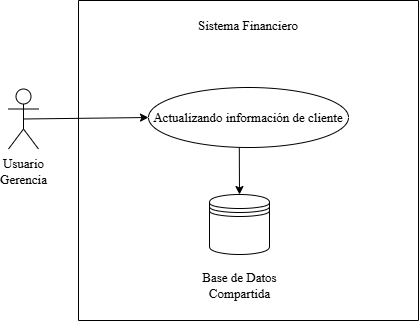 Sistema Financiero
Actualizando información de cliente
Usuario
Gerencia
Base de Datos
Compartida